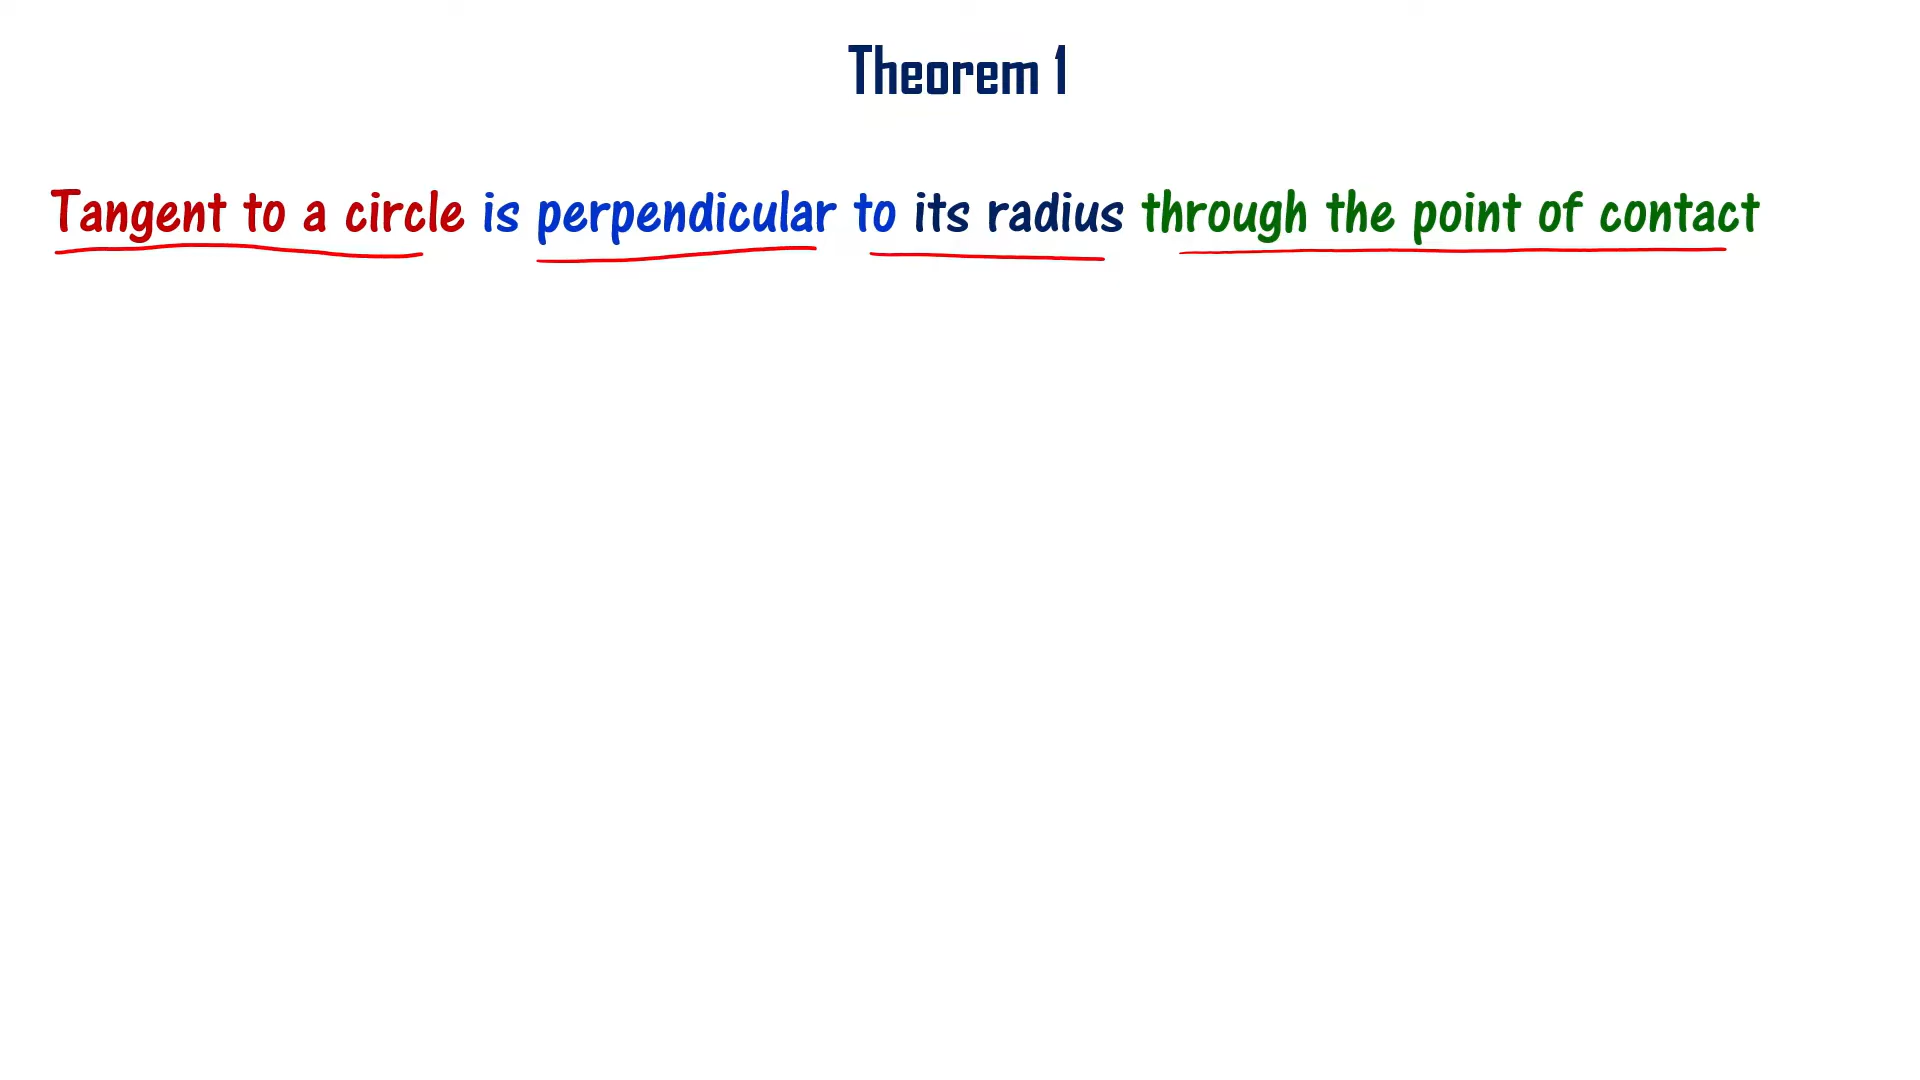 Theorem 1
Tangent to a circle is perpendicular to its radius through the point of contact